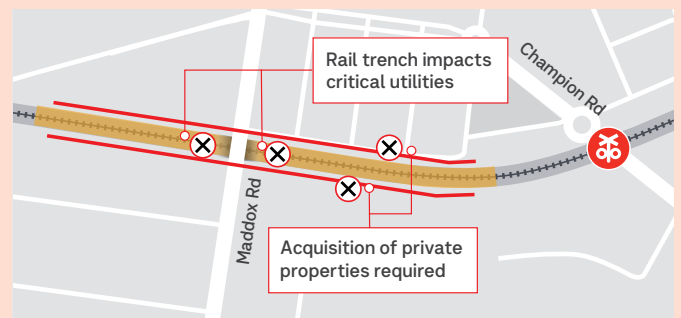 Rail trench impacts
critical utilities
Champion Rd
Maddox Rd
Acquisition of private
properties required